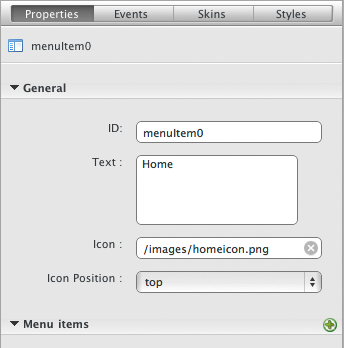 Properties Events Skins Styles
menuItem0
General
ID: menuItem0
Text : Home
Icon : /images/homeicon.png
Icon Position : top
Menu items